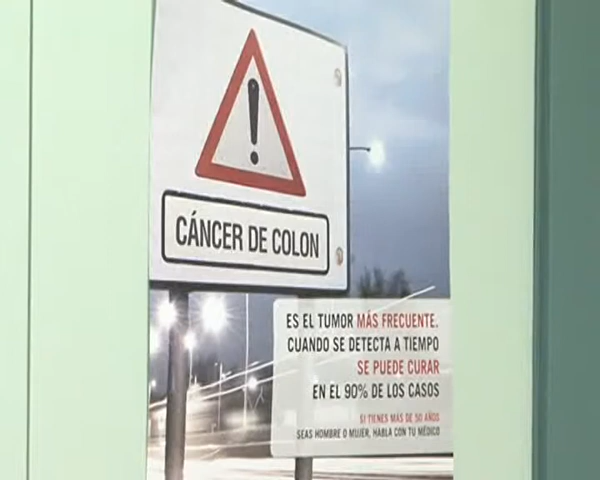 CÁNCER DE COLON
ES EL TUMOR MÁS FRECUENTE.
CUANDO SE DETECTA A TIEMPO
SE PUEDE CURAR
EN EL 90% DE LOS CASOS
SI TIENES MÁS DE 50 AÑOS
SEAS HOMBRE O MUJER, HABLA CON TU MÉDICO